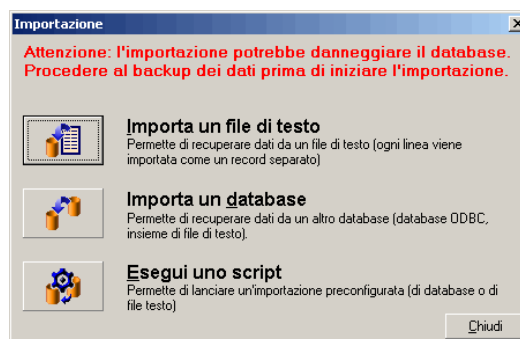 Importazione
Attenzione: l'importazione potrebbe danneggiare il database.
Procedere al backup dei dati prima di iniziare l'importazione.
Importa un file di testo
Permette di recuperare dati da un file di testo (ogni linea viene
importata come un record separato)
Importa un database
Permette di recuperare dati da un altro database (database ODBC,
insieme di file di testo).
Esegui uno script
Permette di lanciare un'importazione preconfigurata (di database o di
file testo)
Chiudi